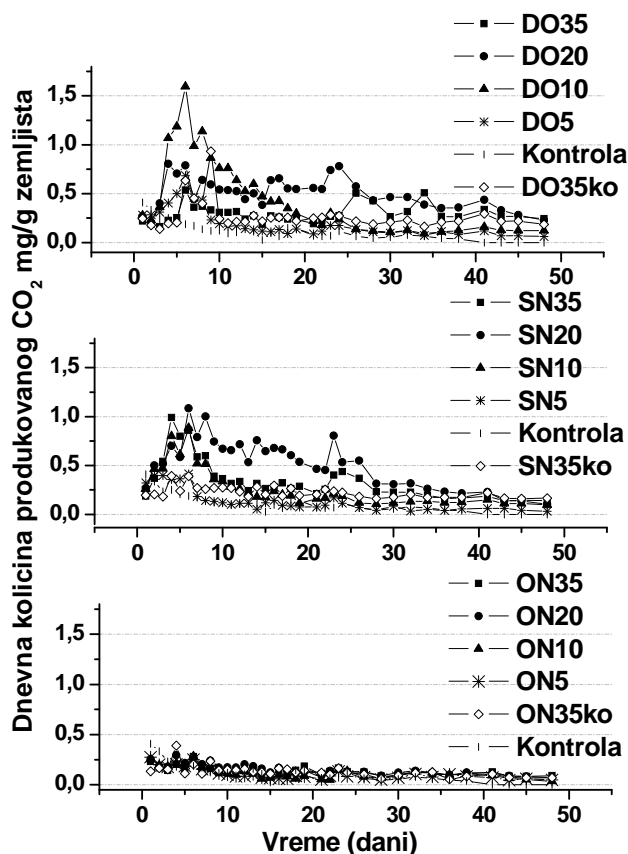 DO35
DO20
DO10
DO5
Kontrola
DO35ko
1,5
1,0
0,5
0,0
0 10 20 30 40 50
SN35
SN20
SN10
SN5
Kontrola
SN35ko
1,5
1,0
0,5
0,0
0 10 20 30 40 50
ON35
ON20
ON10
ON5
ON35ko
Kontrola
1,5
1,0
0,5
0,0
0 10 20 30 40 50
Dnevna kolicina produkovanog CO2 mg/g zemljista
Vreme (dani)